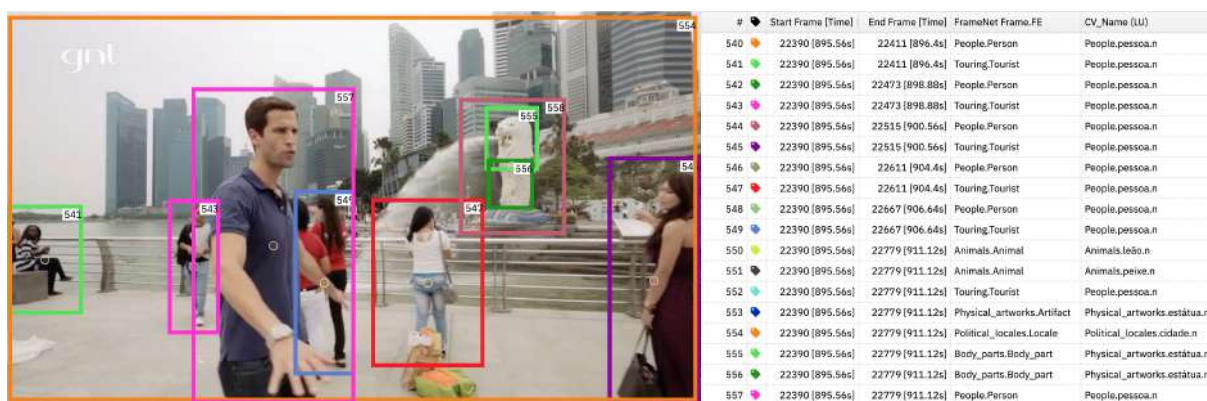 gnt
554
557
558
555
556
541
543
549
547
54
# Start Frame [Time] End Frame [Time] FrameNet Frame.FE CV_Name (LU)
540 22390 [895.56s] 22411 [896.4s] People.Person People.pessoa.n
541 22390 [895.56s] 22411 [896.4s] Touring.Tourist People.pessoa.n
542 22390 [895.56s] 22473 [898.88s] People.Person People.pessoa.n
543 22390 [895.56s] 22473 [898.88s] Touring.Tourist People.pessoa.n
544 22390 [895.56s] 22515 [900.56s] People.Person People.pessoa.n
545 22390 [895.56s] 22515 [900.56s] Touring.Tourist People.pessoa.n
546 22390 [895.56s] 22611 [904.4s] People.Person People.pessoa.n
547 22390 [895.56s] 22611 [904.4s] Touring.Tourist People.pessoa.n
548 22390 [895.56s] 22667 [906.64s] People.Person People.pessoa.n
549 22390 [895.56s] 22667 [906.64s] Touring.Tourist People.pessoa.n
550 22390 [895.56s] 22779 [911.12s] Animals.Animal Animals.leão.n
551 22390 [895.56s] 22779 [911.12s] Animals.Animal Animals.peixe.n
552 22390 [895.56s] 22779 [911.12s] Touring.Tourist People.pessoa.n
553 22390 [895.56s] 22779 [911.12s] Physical_artworks.Artifact Physical_artworks.estátua.n
554 22390 [895.56s] 22779 [911.12s] Political_locales.Locale Political_locales.cidade.n
555 22390 [895.56s] 22779 [911.12s] Body_parts.Body_part Physical_artworks.estátua.n
556 22390 [895.56s] 22779 [911.12s] Body_parts.Body_part Physical_artworks.estátua.n
557 22390 [895.56s] 22779 [911.12s] People.Person People.pessoa.n